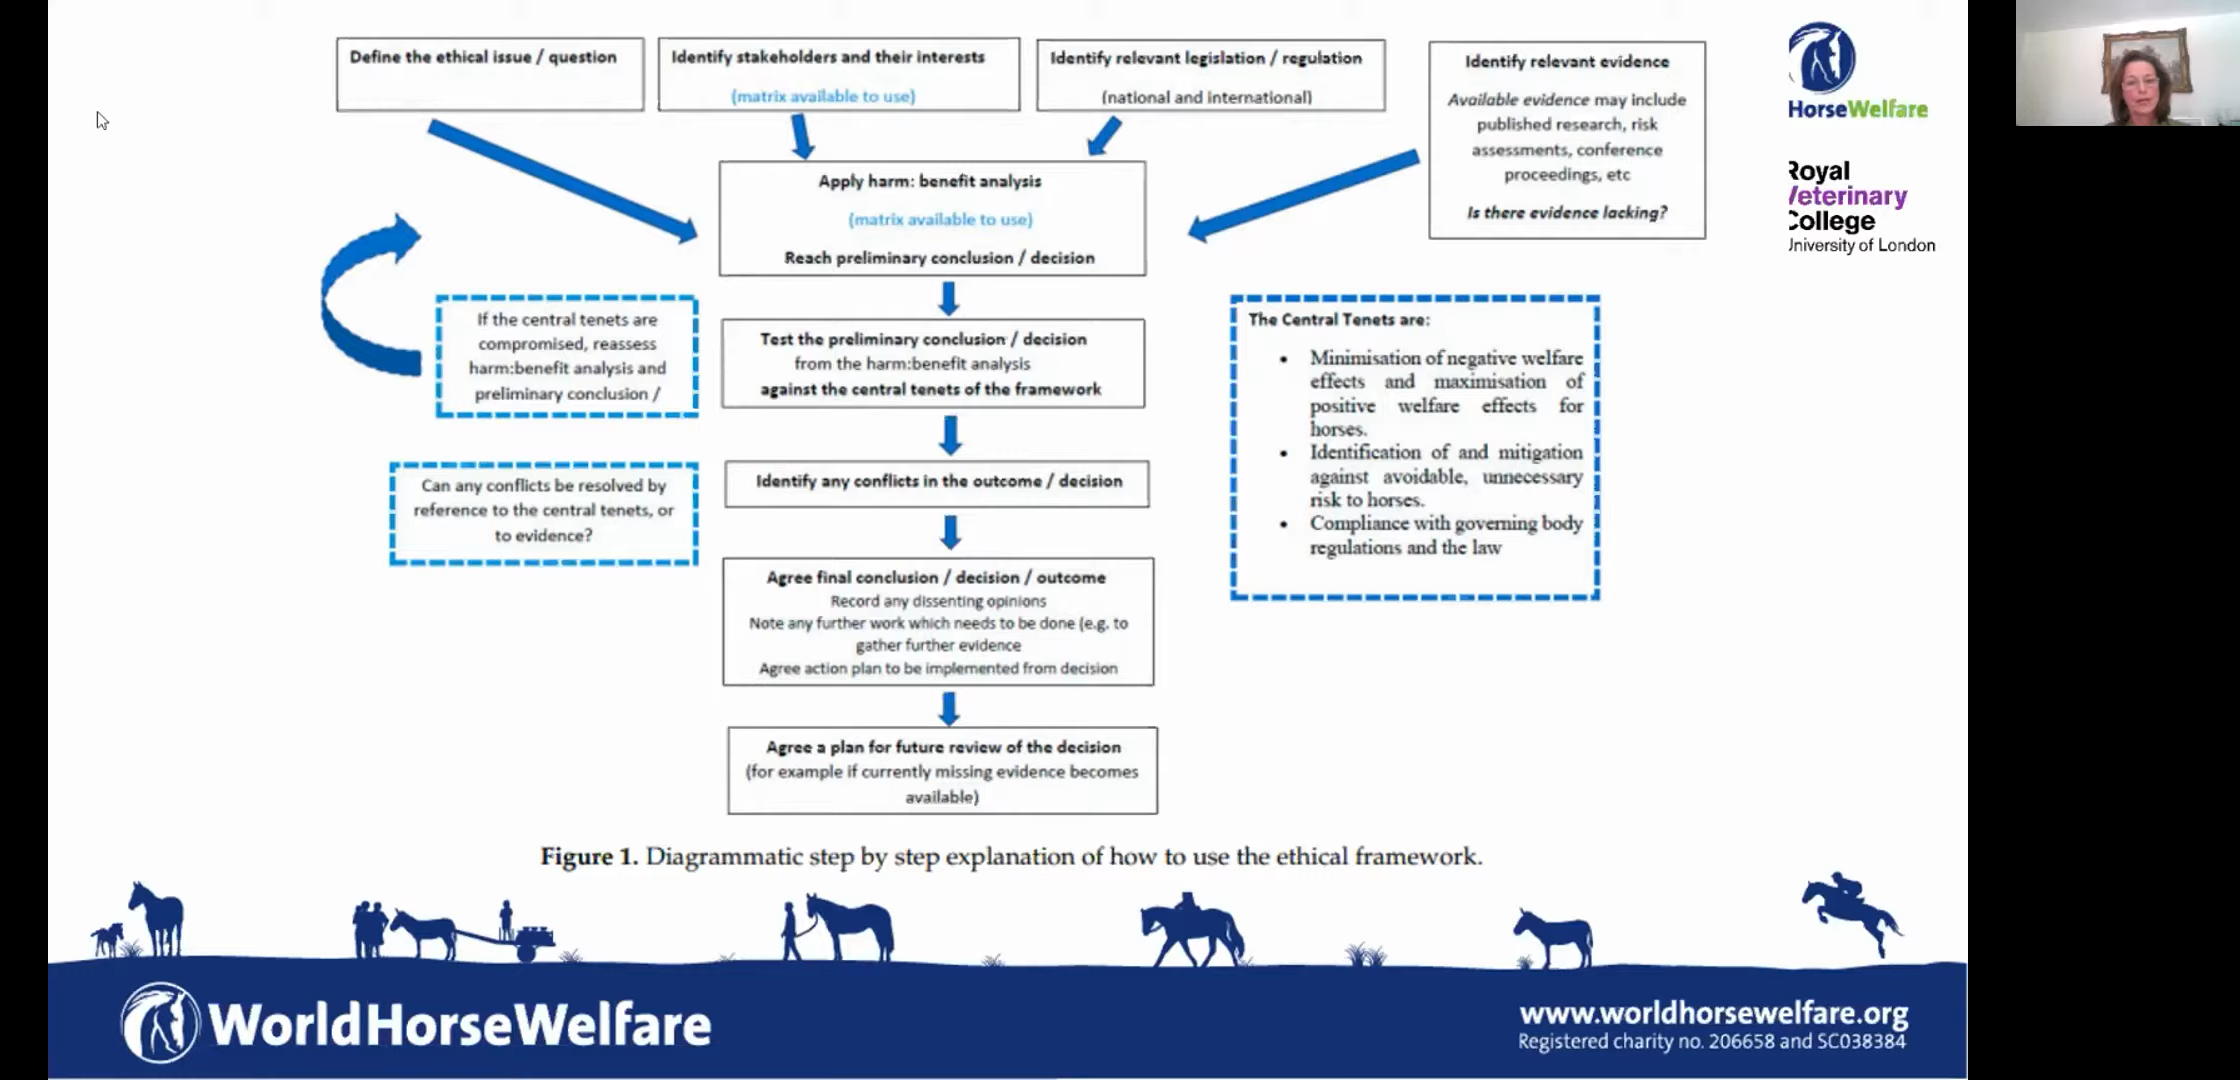 Define the ethical issue / question
Identify stakeholders and their interests
(matrix available to use)
Identify relevant legislation / regulation
(national and international)
Identify relevant evidence
Available evidence may include
published research, risk
assessments, conference
proceedings, etc
Is there evidence lacking?
HorseWelfare
Royal
Veterinary
College
University of London
Apply harm: benefit analysis
(matrix available to use)
Reach preliminary conclusion / decision
If the central tenets are
compromised, reassess
harm:benefit analysis and
preliminary conclusion /
Test the preliminary conclusion / decision
from the harm:benefit analysis
against the central tenets of the framework
The Central Tenets are:
• Minimisation of negative welfare
effects and maximisation of
positive welfare effects for
horses.
• Identification of and mitigation
against avoidable, unnecessary
risk to horses.
• Compliance with governing body
regulations and the law
Can any conflicts be resolved by
reference to the central tenets, or
to evidence?
Identify any conflicts in the outcome / decision
Agree final conclusion / decision / outcome
Record any dissenting opinions
Note any further work which needs to be done (e.g. to
gather further evidence
Agree action plan to be implemented from decision
Agree a plan for future review of the decision
(for example if currently missing evidence becomes
available)
Figure 1. Diagrammatic step by step explanation of how to use the ethical framework.
WorldHorseWelfare
www.worldhorsewelfare.org
Registered charity no. 206658 and SC038384